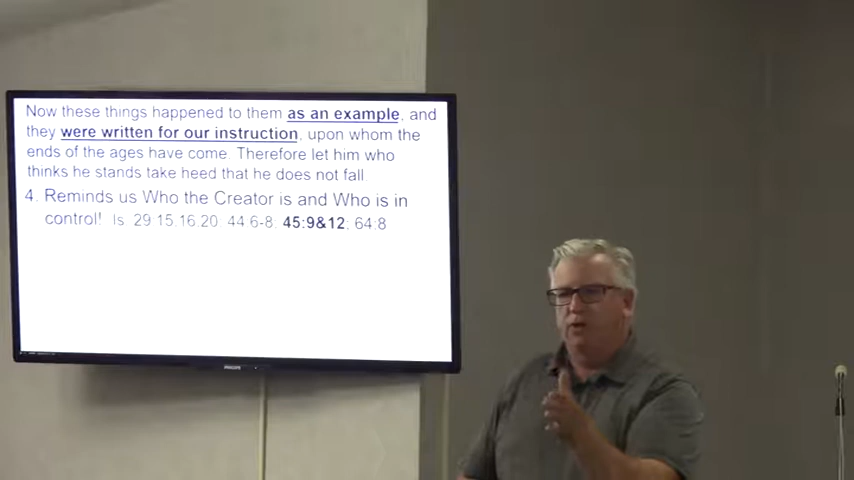 Now these things happened to them as an example, and
they were written for our instruction, upon whom the
ends of the ages have come. Therefore let him who
thinks he stands take heed that he does not fall
4. Reminds us Who the Creator is and Who is in
control! Is. 29:15,16,20; 44:6-8; 45:9&12; 64:8
PHILIPS